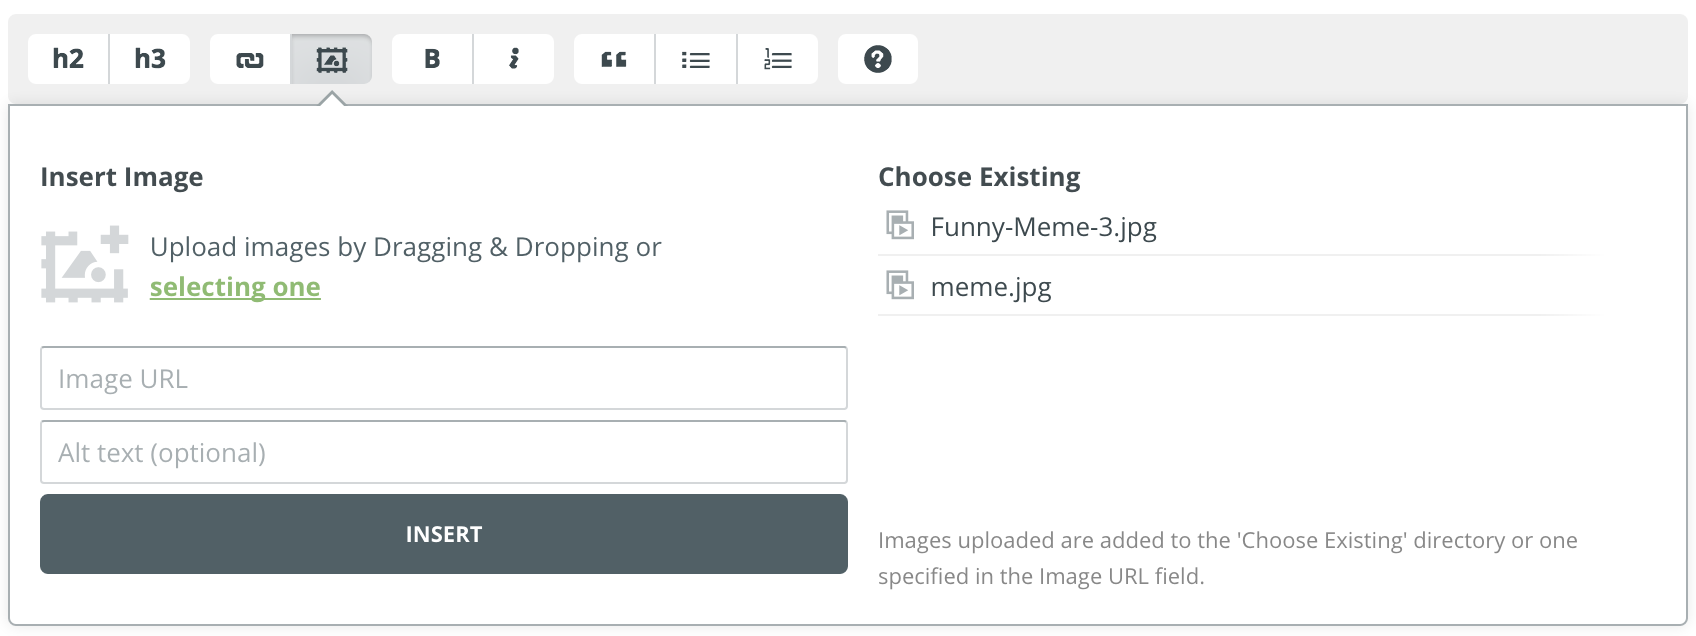 h2 h3 B i “ ?
Insert Image
Upload images by Dragging & Dropping or
selecting one
Image URL
Alt text (optional)
INSERT
Choose Existing
Funny-Meme-3.jpg
meme.jpg
Images uploaded are added to the 'Choose Existing' directory or one
specified in the Image URL field.